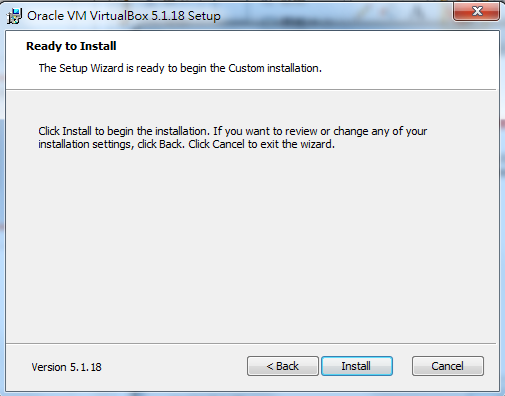 Oracle VM VirtualBox 5.1.18 Setup
Ready to Install
The Setup Wizard is ready to begin the Custom installation.
Click Install to begin the installation. If you want to review or change any of your
installation settings, click Back. Click Cancel to exit the wizard.
Version 5.1.18
< Back
Install
Cancel